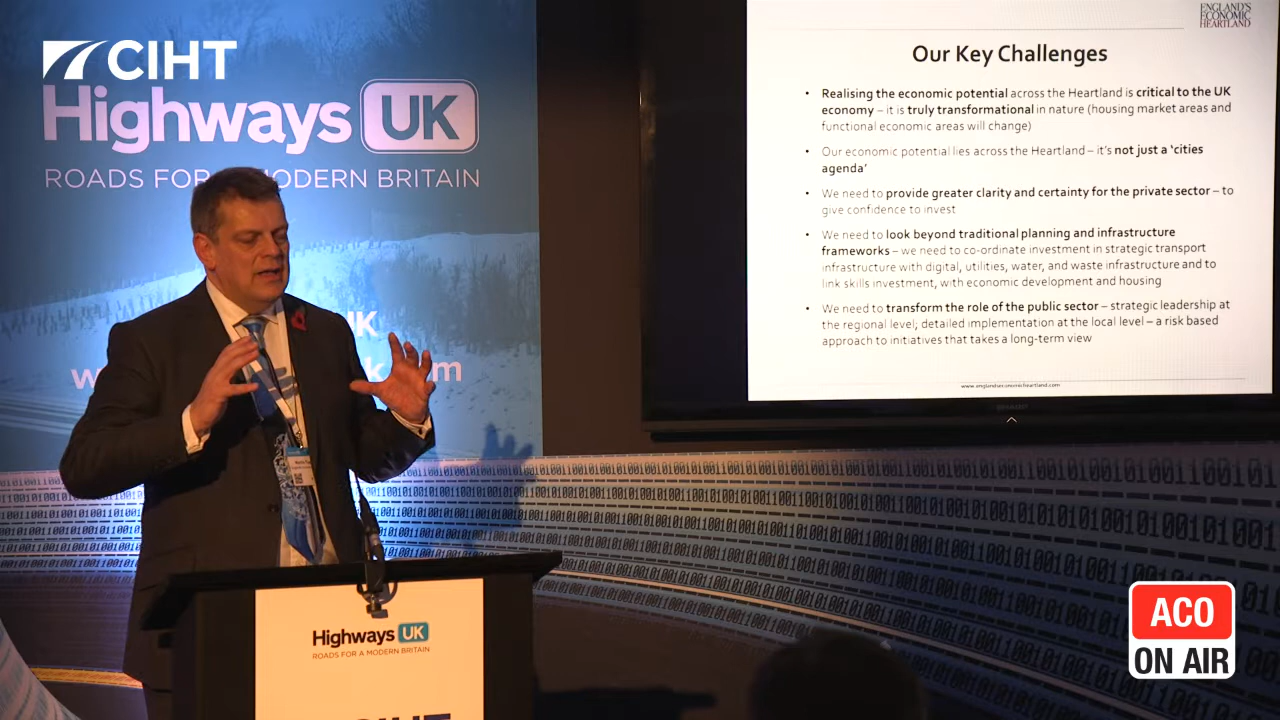 CIHT
Highways UK
ROADS FOR MODERN BRITAIN
UK
ENGLAND'S
ECONOMIC
HEARTLAND
Our Key Challenges
• Realising the economic potential across the Heartland is critical to the UK
economy – it is truly transformational in nature (housing market areas and
functional economic areas will change)
• Our economic potential lies across the Heartland – it's not just a 'cities
agenda'
• We need to provide greater clarity and certainty for the private sector – to
give confidence to invest
• We need to look beyond traditional planning and infrastructure
frameworks – we need to co-ordinate investment in strategic transport
infrastructure with digital, utilities, water, and waste infrastructure and to
link skills investment, with economic development and housing
• We need to transform the role of the public sector – strategic leadership at
the regional level; detailed implementation at the local level – a risk based
approach to initiatives that takes a long-term view
www.englandseconomicheartland.com
Highways UK
ROADS FOR A MODERN BRITAIN
CIHT
ACO
ON AIR